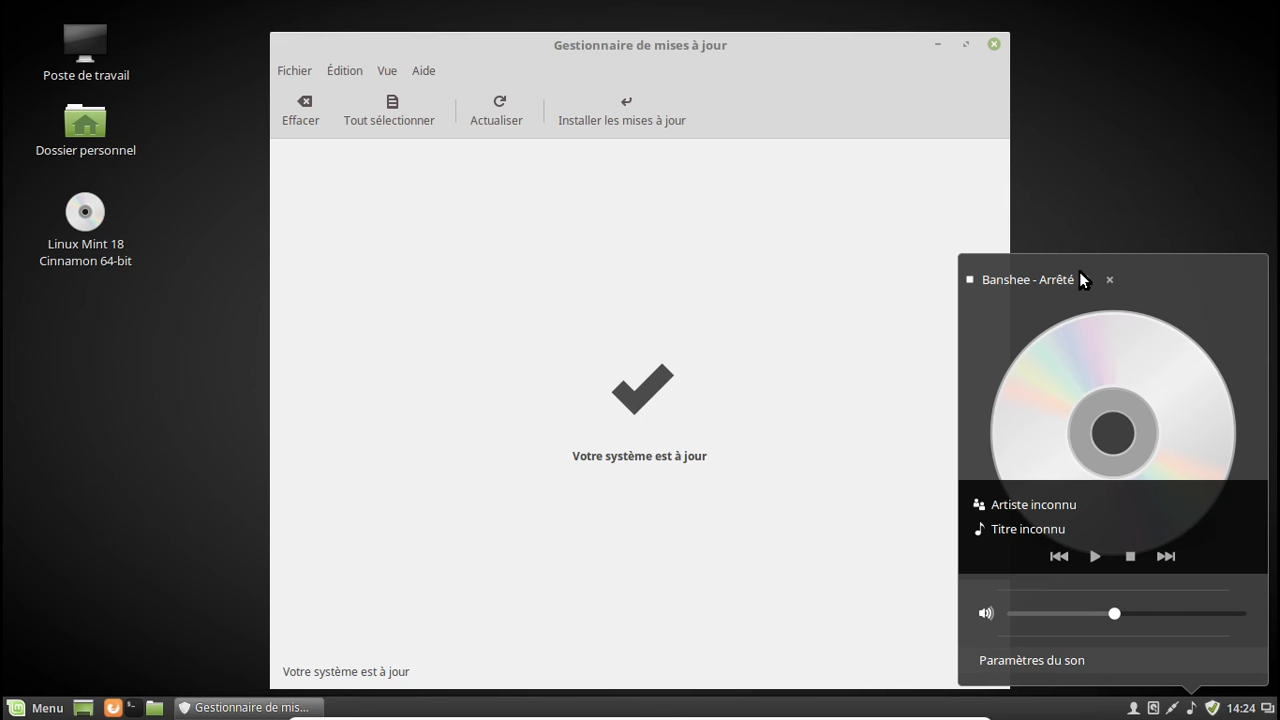 Poste de travail
Dossier personnel
Linux Mint 18
Cinnamon 64-bit
Gestionnaire de mises à jour
Fichier Édition Vue Aide
Effacer Tout sélectionner Actualiser Installer les mises à jour
Votre système est à jour
Votre système est à jour
Banshee - Arrêté
Artiste inconnu
Titre inconnu
Paramètres du son
Menu Gestionnaire de mis... 14:24